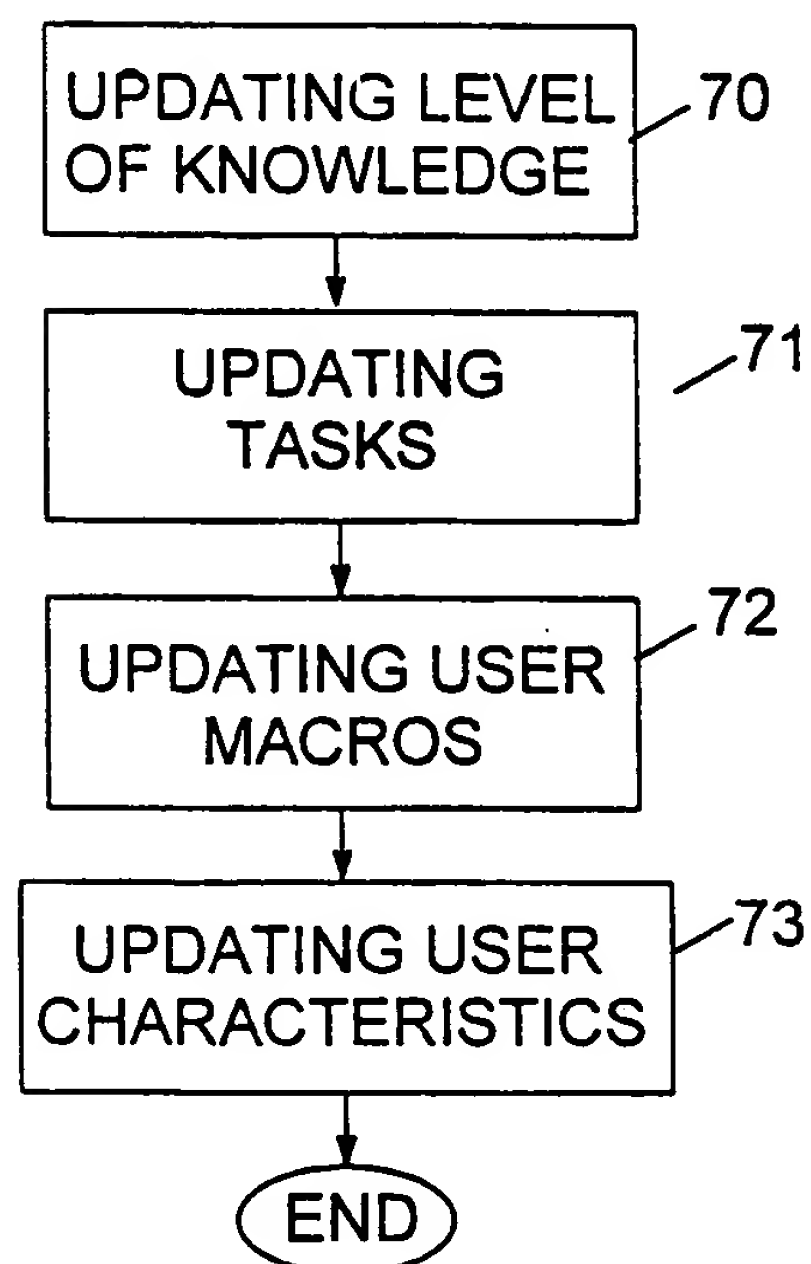 UPDATING LEVEL
OF KNOWLEDGE
70
UPDATING
TASKS
71
UPDATING USER
MACROS
72
UPDATING USER
CHARACTERISTICS
73
END